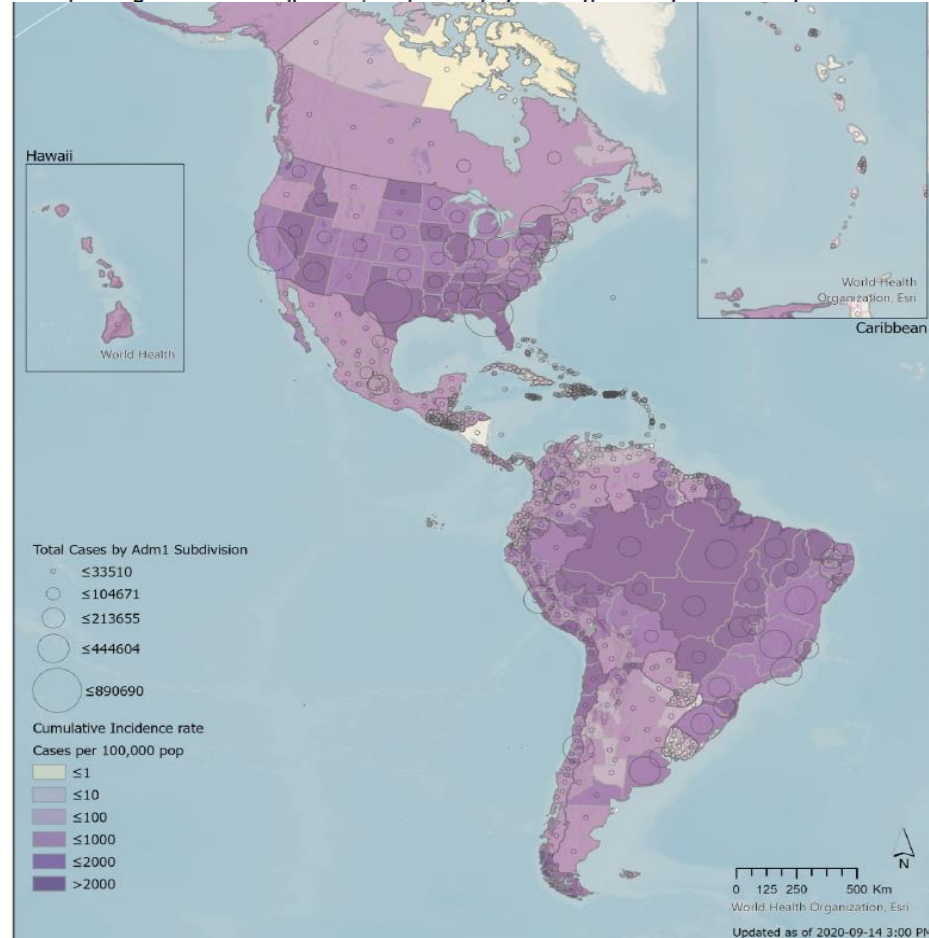 Hawaii
World Health
World Health
Organization, Esri
Caribbean
Total Cases by Adm1 Subdivision
≤33510
≤104671
≤213655
≤444604
≤890690
Cumulative Incidence rate
Cases per 100,000 pop
≤1
≤10
≤100
≤1000
≤2000
>2000
N
0 125 250 500 Km
World Health Organization, Esri
Updated as of 2020-09-14 3:00 PM